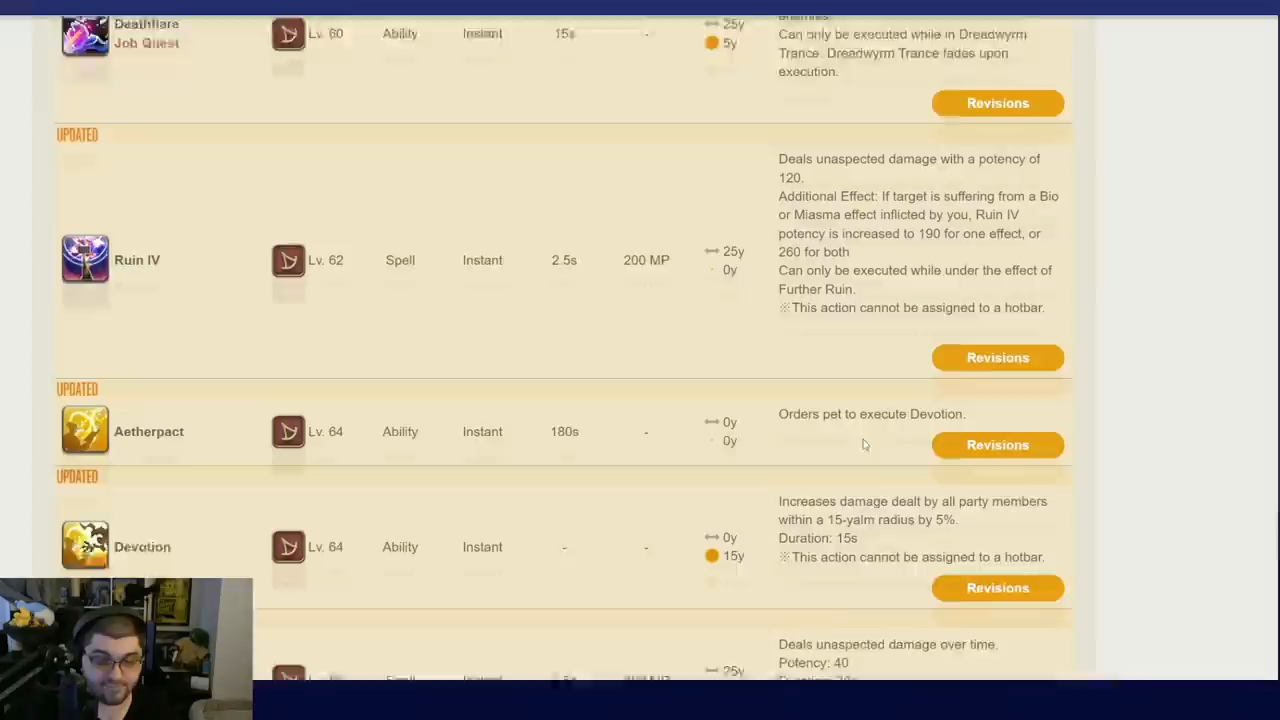 Deathflare
Job Quest
Lv. 60
Ability
Instant
15s
-
25y
5y
enemies.
Can only be executed while in Dreadwyrm
Trance. Dreadwyrm Trance fades upon
execution.
Revisions
UPDATED
Ruin IV
Lv. 62
Spell
Instant
2.5s
200 MP
25y
0y
Deals unaspected damage with a potency of
120.
Additional Effect: If target is suffering from a Bio
or Miasma effect inflicted by you, Ruin IV
potency is increased to 190 for one effect, or
260 for both
Can only be executed while under the effect of
Further Ruin.
※This action cannot be assigned to a hotbar.
Revisions
UPDATED
Aetherpact
Lv. 64
Ability
Instant
180s
-
0y
0y
Orders pet to execute Devotion.
Revisions
UPDATED
Devotion
Lv. 64
Ability
Instant
-
-
0y
15y
Increases damage dealt by all party members
within a 15-yalm radius by 5%.
Duration: 15s
※This action cannot be assigned to a hotbar.
Revisions
25y
Deals unaspected damage over time.
Potency: 40